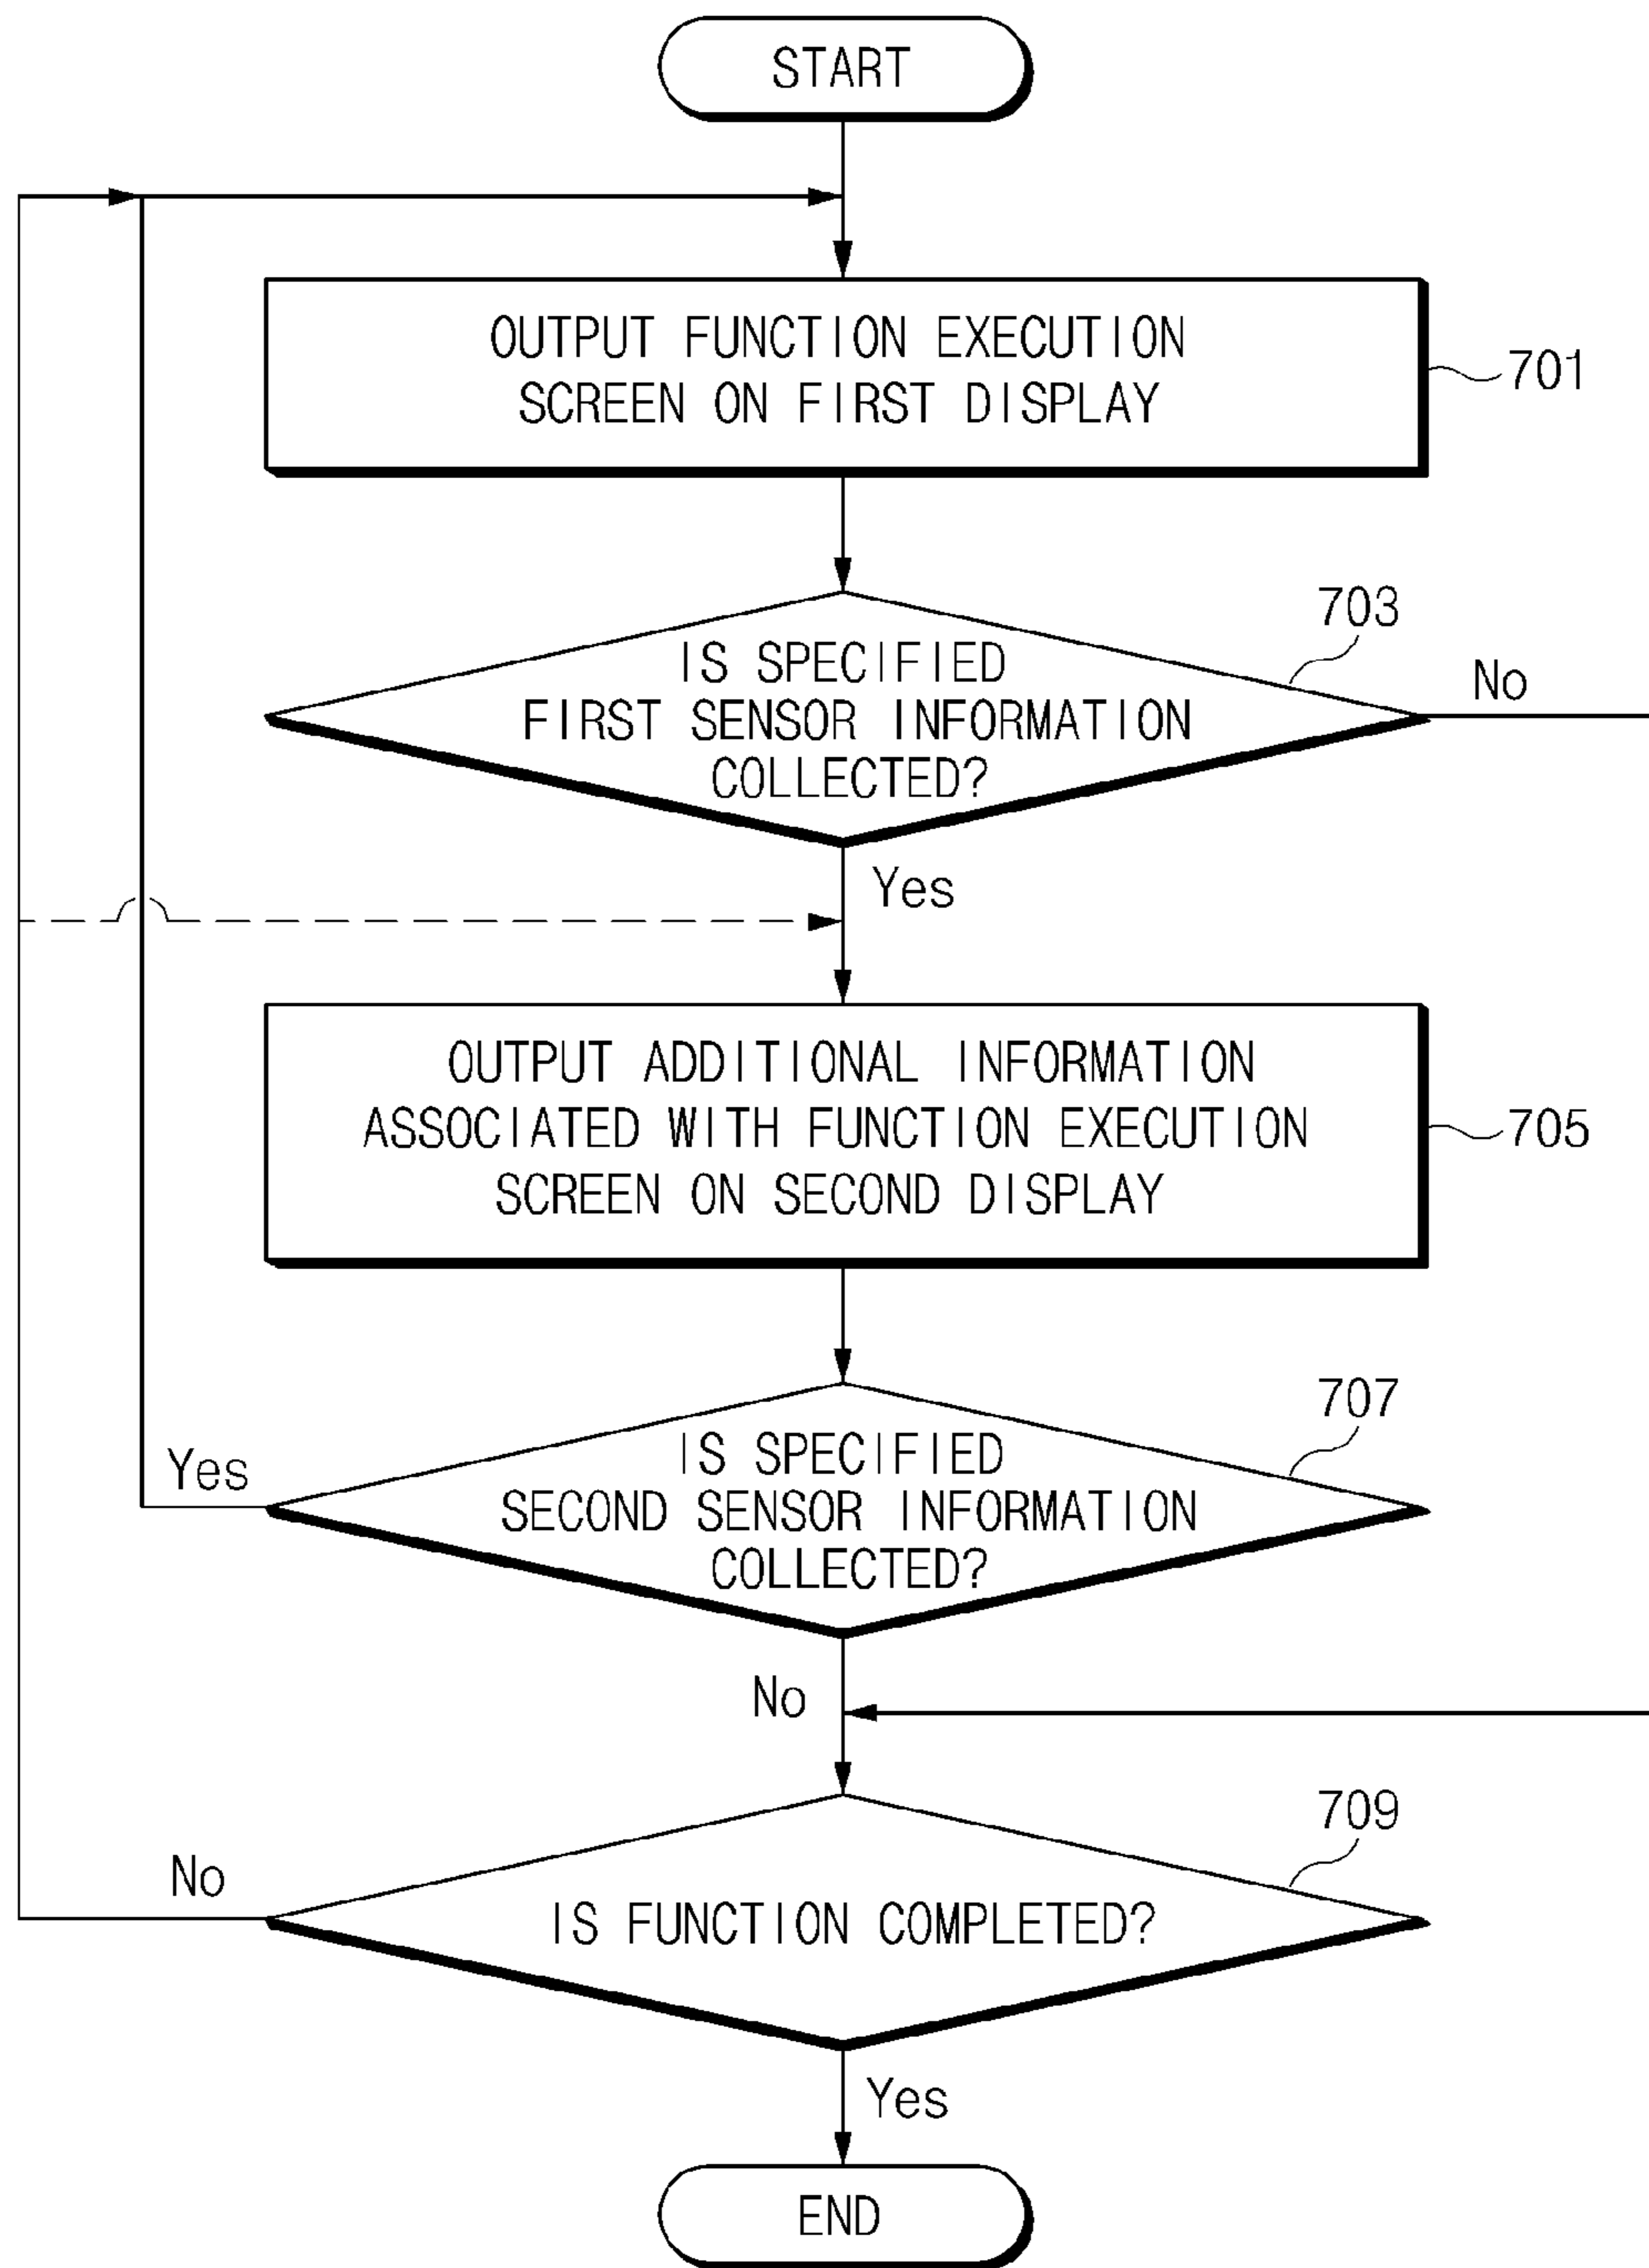 START
OUTPUT FUNCTION EXECUTION
SCREEN ON FIRST DISPLAY
701
703
IS SPECIFIED
FIRST SENSOR INFORMATION
COLLECTED?
No
Yes
OUTPUT ADDITIONAL INFORMATION
ASSOCIATED WITH FUNCTION EXECUTION
SCREEN ON SECOND DISPLAY
705
707
IS SPECIFIED
SECOND SENSOR INFORMATION
COLLECTED?
Yes
No
709
IS FUNCTION COMPLETED?
No
Yes
END